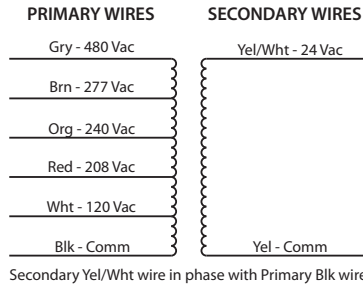 PRIMARY WIRES SECONDARY WIRES
Gry - 480 Vac Yel/Wht - 24 Vac
Brn - 277 Vac
Org - 240 Vac
Red - 208 Vac
Wht - 120 Vac
Blk - Comm Yel - Comm
Secondary Yel/Wht wire in phase with Primary Blk wire